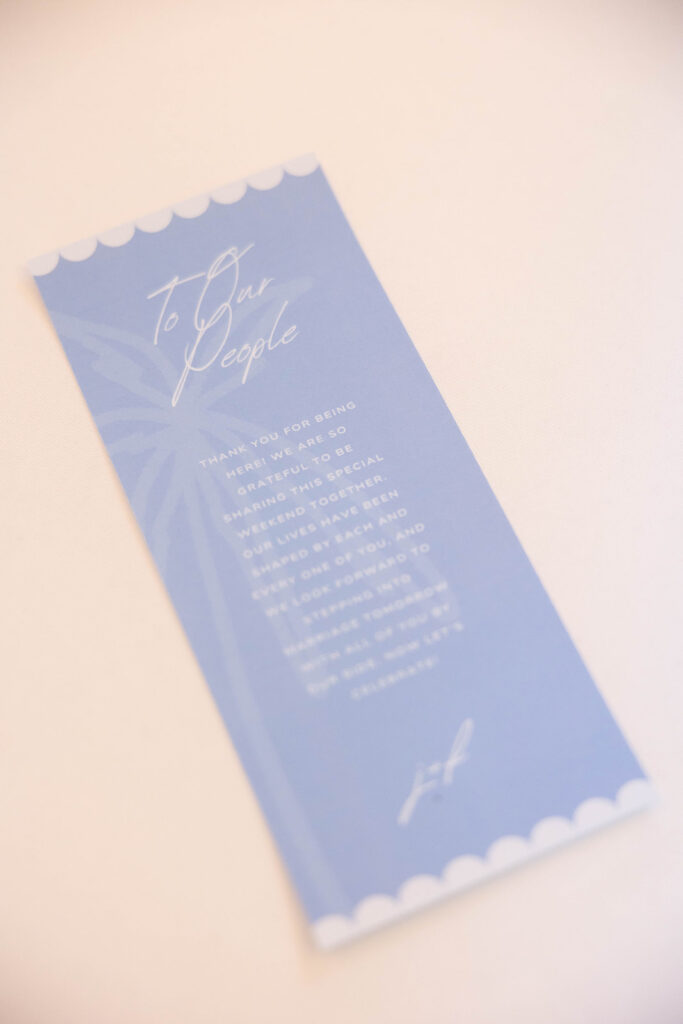 To Our
People
THANK YOU FOR BEING
HERE! WE ARE SO
GRATEFUL TO BE
SHARING THIS SPECIAL
WEEKEND TOGETHER.
OUR LIVES HAVE BEEN
SHAPED BY EACH AND
EVERY ONE OF YOU, AND
WE LOOK FORWARD TO
STEPPING INTO
MARRIAGE TOMORROW
WITH ALL OF YOU BY
OUR SIDE. NOW LET'S
CELEBRATE!